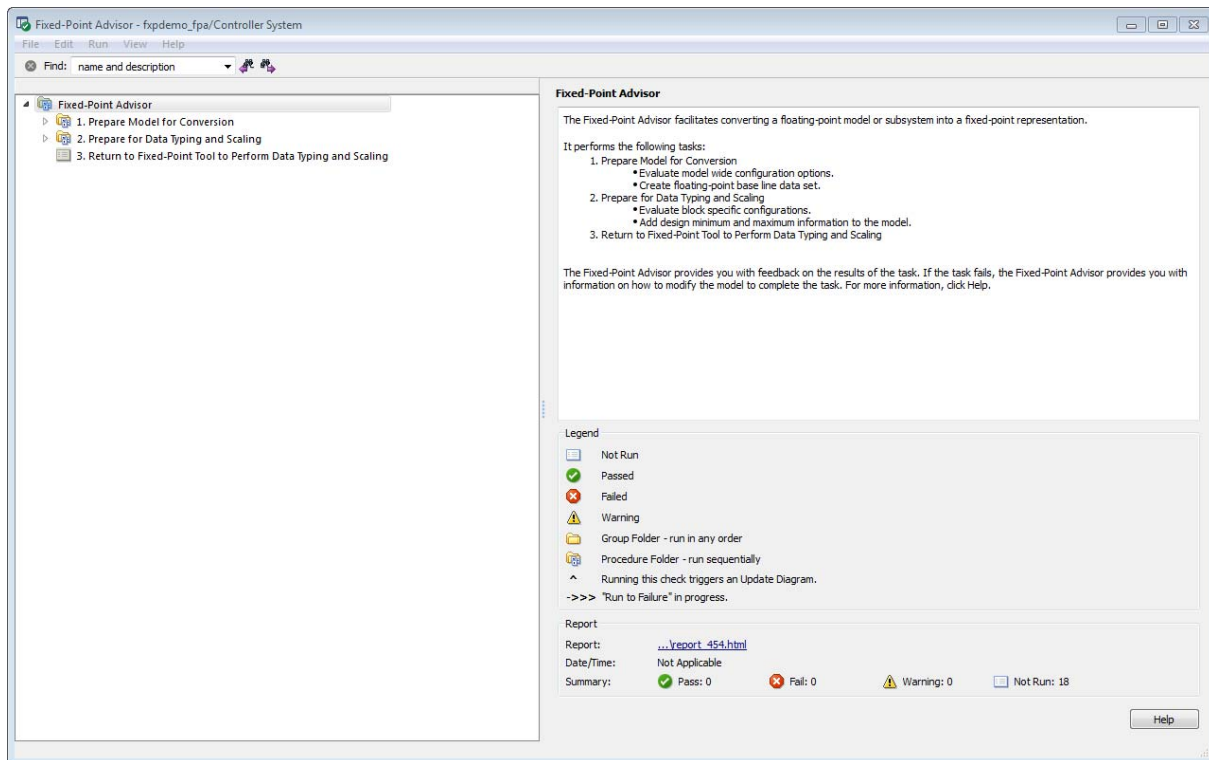 Fixed-Point Advisor - fxpdemo_fpa/Controller System
File Edit Run View Help
Find: name and description
Fixed-Point Advisor
1. Prepare Model for Conversion
2. Prepare for Data Typing and Scaling
3. Return to Fixed-Point Tool to Perform Data Typing and Scaling
Fixed-Point Advisor
The Fixed-Point Advisor facilitates converting a floating-point model or subsystem into a fixed-point representation.
It performs the following tasks:
1. Prepare Model for Conversion
• Evaluate model wide configuration options.
• Create floating-point base line data set.
2. Prepare for Data Typing and Scaling
• Evaluate block specific configurations.
• Add design minimum and maximum information to the model.
3. Return to Fixed-Point Tool to Perform Data Typing and Scaling
The Fixed-Point Advisor provides you with feedback on the results of the task. If the task fails, the Fixed-Point Advisor provides you with
information on how to modify the model to complete the task. For more information, click Help.
Legend
Not Run
Passed
Failed
Warning
Group Folder - run in any order
Procedure Folder - run sequentially
^ Running this check triggers an Update Diagram.
->>> "Run to Failure" in progress.
Report
Report: ...\report_454.html
Date/Time: Not Applicable
Summary: Pass: 0 Fail: 0 Warning: 0 Not Run: 18
Help